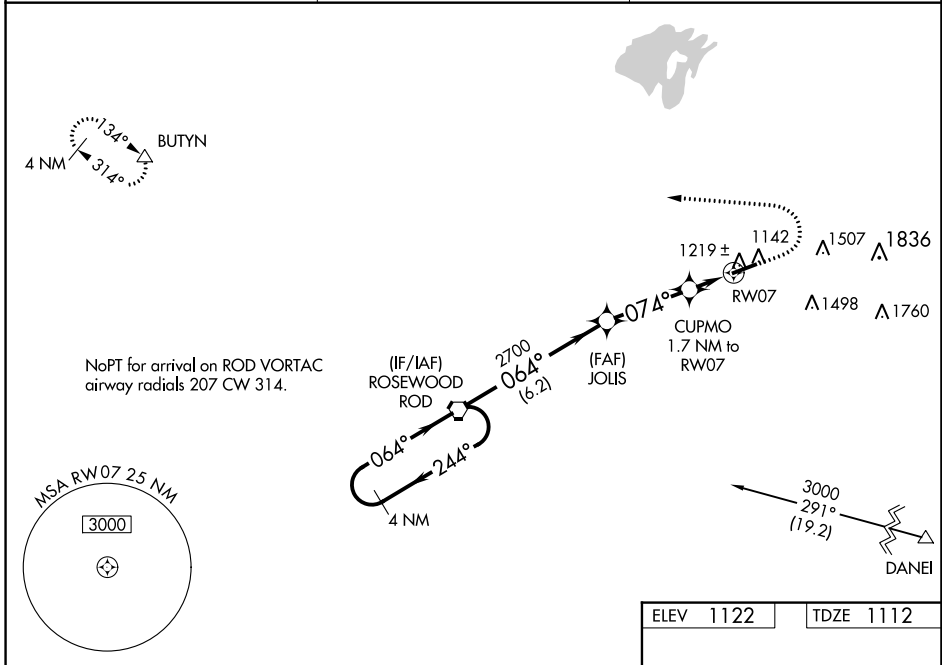 134°
314°
4 NM
BUTYN
1219 ±
1142
1507
1836
1498
1760
RW07
074°
CUPMO
1.7 NM to
RW07
(FAF)
JOLIS
2700
064°
(6.2)
(IF/IAF)
ROSEWOOD
ROD
NoPT for arrival on ROD VORTAC
airway radials 207 CW 314.
064°
244°
4 NM
MSA RW07 25 NM
3000
3000
291°
(19.2)
DANEI
ELEV 1122
TDZE 1112